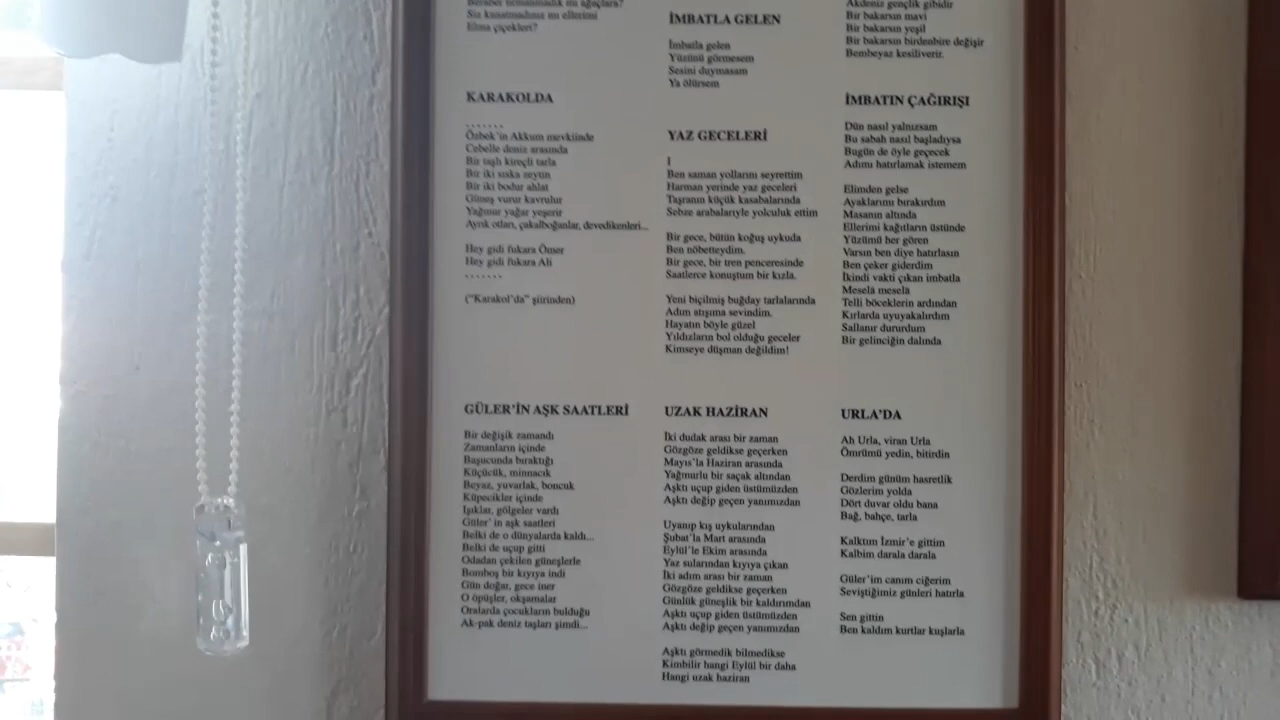 Siz kanatmadınız mı ellerimi
Elma çiçekleri?
KARAKOLDA
.......
Özbek'in Akkum mevkiinde
Cebelle deniz arasında
Bir taşlı kireçli tarla
Bir iki sıska zeytin
Bir iki bodur ahlat
Güneş vurur kavrulur
Yağmur yağar yeşerir
Ayrık otları, çakalboğanlar, devedikenleri...
Hey gidi fukara Ömer
Hey gidi fukara Ali
.......
("Karakol'da" şiirinden)
GÜLER'İN AŞK SAATLERİ
Bir değişik zamandı
Zamanların içinde
Başucunda bıraktığı
Küçücük, minnacık
Beyaz, yuvarlak, boncuk
Küpecikler içinde
Işıklar, gölgeler vardı
Güler' in aşk saatleri
Belki de o dünyalarda kaldı...
Belki de uçup gitti
Odadan çekilen güneşlerle
Bomboş bir kıyıya indi
Gün doğar, gece iner
O öpüşler, okşamalar
Oralarda çocukların bulduğu
Ak-pak deniz taşları şimdi...
İMBATLA GELEN
İmbatla gelen
Yüzünü görmesem
Sesini duymasam
Ya ölürsem
YAZ GECELERİ
I
Ben saman yollarını seyrettim
Harman yerinde yaz geceleri
Taşranın küçük kasabalarında
Sebze arabalarıyle yolculuk ettim
Bir gece, bütün koğuş uykuda
Ben nöbetteydim.
Bir gece, bir tren penceresinde
Saatlerce konuştum bir kızla.
Yeni biçilmiş buğday tarlalarında
Adım atışıma sevindim.
Hayatın böyle güzel
Yıldızların bol olduğu geceler
Kimseye düşman değildim!
UZAK HAZİRAN
İki dudak arası bir zaman
Gözgöze geldikse geçerken
Mayıs'la Haziran arasında
Yağmurlu bir saçak altından
Aşktı uçup giden üstümüzden
Aşktı değip geçen yanımızdan
Uyanıp kış uykularından
Şubat'la Mart arasında
Eylül'le Ekim arasında
Yaz sularından kıyıya çıkan
İki adım arası bir zaman
Gözgöze geldikse geçerken
Günlük güneşlik bir kaldırımdan
Aşktı uçup giden üstümüzden
Aşktı değip geçen yanımızdan
Aşktı görmedik bilmedikse
Kimbilir hangi Eylül bir daha
Hangi uzak haziran
Akdeniz gençlik gibidir
Bir bakarsın mavi
Bir bakarsın yeşil
Bir bakarsın birdenbire değişir
Bembeyaz kesiliverir.
İMBATIN ÇAĞIRIŞI
Dün nasıl yalnızsam
Bu sabah nasıl başladıysa
Bugün de öyle geçecek
Adımı hatırlamak istemem
Elimden gelse
Ayaklarımı bırakırdım
Masanın altında
Ellerimi kağıtların üstünde
Yüzümü her gören
Varsın ben diye hatırlasın
Ben çeker giderdim
İkindi vakti çıkan imbatla
Mesela mesela
Telli böceklerin ardından
Kırlarda uyuyakalırdım
Sallanır dururdum
Bir gelinciğin dalında
URLA'DA
Ah Urla, viran Urla
Ömrümü yedin, bitirdin
Derdim günüm hasretlik
Gözlerim yolda
Dört duvar oldu bana
Bağ, bahçe, tarla
Kalktım İzmir'e gittim
Kalbim darala darala
Güler'im canım ciğerim
Seviştiğimiz günleri hatırla
Sen gittin
Ben kaldım kurtlar kuşlarla